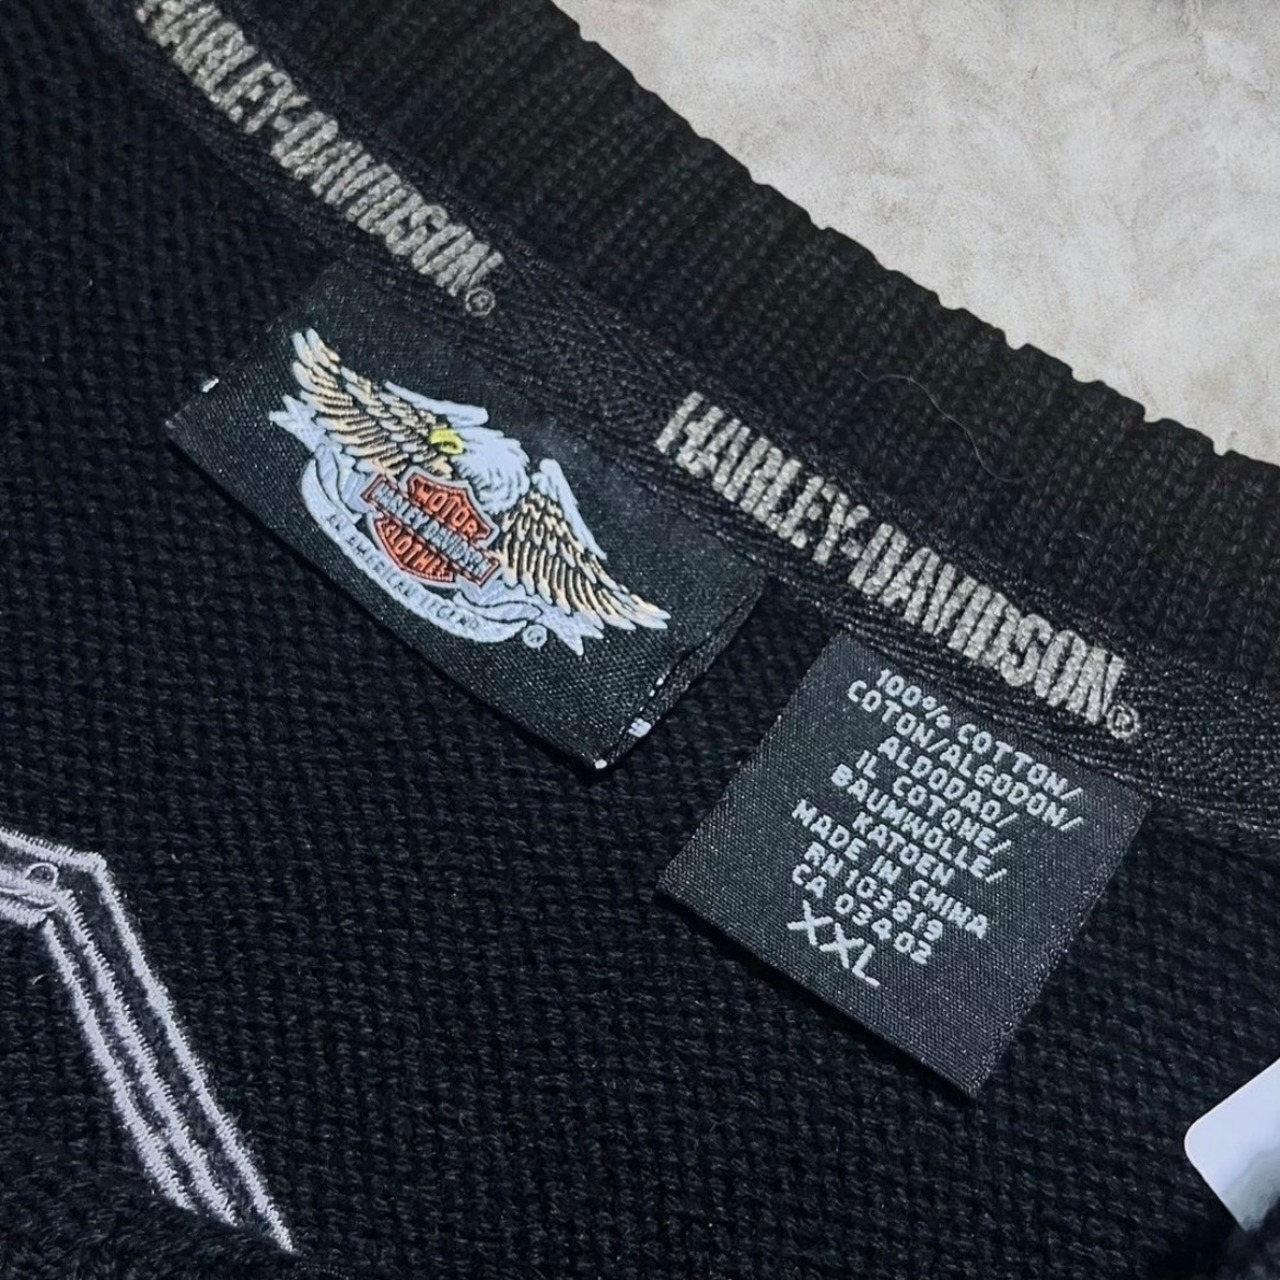 HARLEY-DAVIDSON®
HARLEY-DAVIDSON®
MOTOR
HARLEY-DAVIDSON
CLOTHES
AN AMERICAN LEGEND
®
100% COTTON/
COTON/ALGODON/
ALGODAO/
IL COTONE/
BAUMWOLLE/
KATOEN
MADE IN CHINA
RN 103819
CA 03402
XXL